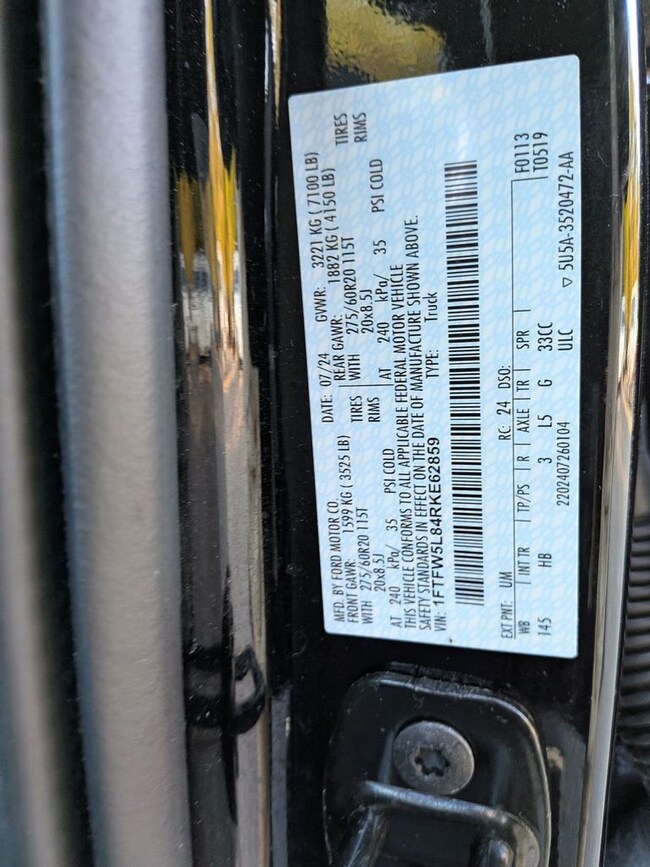 MFD. BY FORD MOTOR CO. DATE: 07/24 GVWR: 3221 KG ( 7100 LB)
FRONT GAWR: 1599 KG ( 3525 LB) REAR GAWR: 1882 KG ( 4150 LB)
WITH 275/60R20 115T TIRES WITH 275/60R20 115T TIRES
20x8.5J RIMS 20x8.5J RIMS
AT 240 kPa/ 35 PSI COLD AT 240 kPa/ 35 PSI COLD
THIS VEHICLE CONFORMS TO ALL APPLICABLE FEDERAL MOTOR VEHICLE
SAFETY STANDARDS IN EFFECT ON THE DATE OF MANUFACTURE SHOWN ABOVE.
VIN: 1FTFW5L84RKE62859 TYPE: Truck
EXT PNT: UM RC: 24 DSO: F0113
WB INT TR TP/PS R AXLE TR SPR T0519
145 HB 3 L5 G 33CC
2202407260104 ULC ▽ 5U5A-3520472-AA